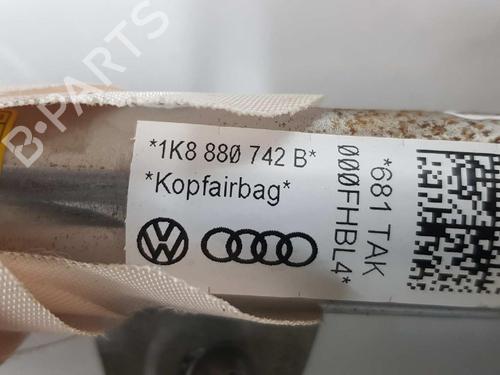 B-PARTS
*1K8 880 742 B*
*Kopfairbag*
*681 TAK
000FHBL4*